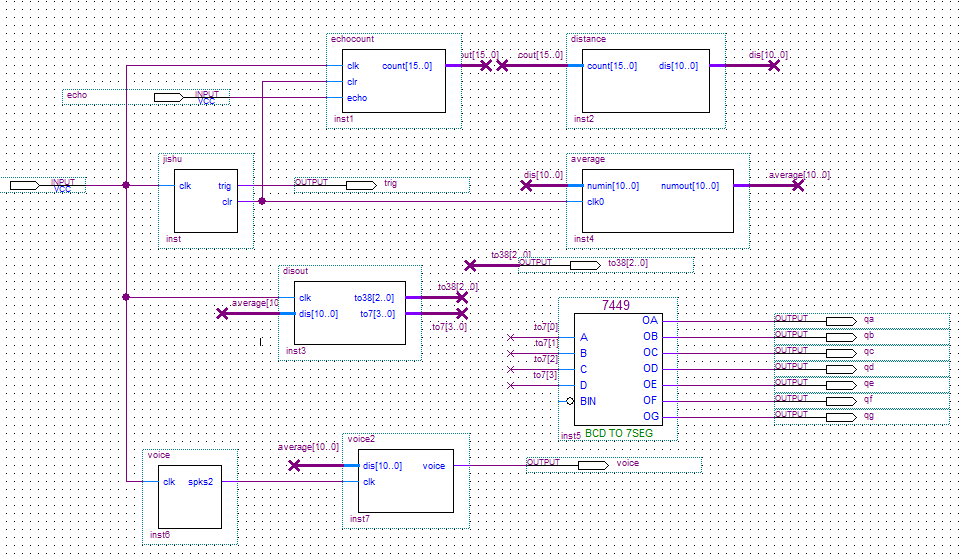 echocount
distance
clk count[15..0]
clr
echo
out[15..0]
cout[15..0]
count[15..0] dis[10..0]
dis[10..0]
echo INPUT
VCC
inst1
inst2
jishu
average
INPUT
VCC
clk trig
clr
OUTPUT trig
dis[10..0]
numin[10..0] numout[10..0]
clk0
average[10..0]
inst
inst4
to38[2..0]
OUTPUT to38[2..0]
disout
clk to38[2..0]
dis[10..0] to7[3..0]
average[10
to38[2..0]
to7[3..0]
inst3
7449
to7[0]
to7[1]
to7[2]
to7[3]
A
B
C
D
BIN
OA
OB
OC
OD
OE
OF
OG
OUTPUT qa
OUTPUT qb
OUTPUT qc
OUTPUT qd
OUTPUT qe
OUTPUT qf
OUTPUT qg
inst5 BCD TO 7SEG
voice
clk spks2
inst6
voice2
average[10..0]
dis[10..0] voice
clk
inst7
OUTPUT voice